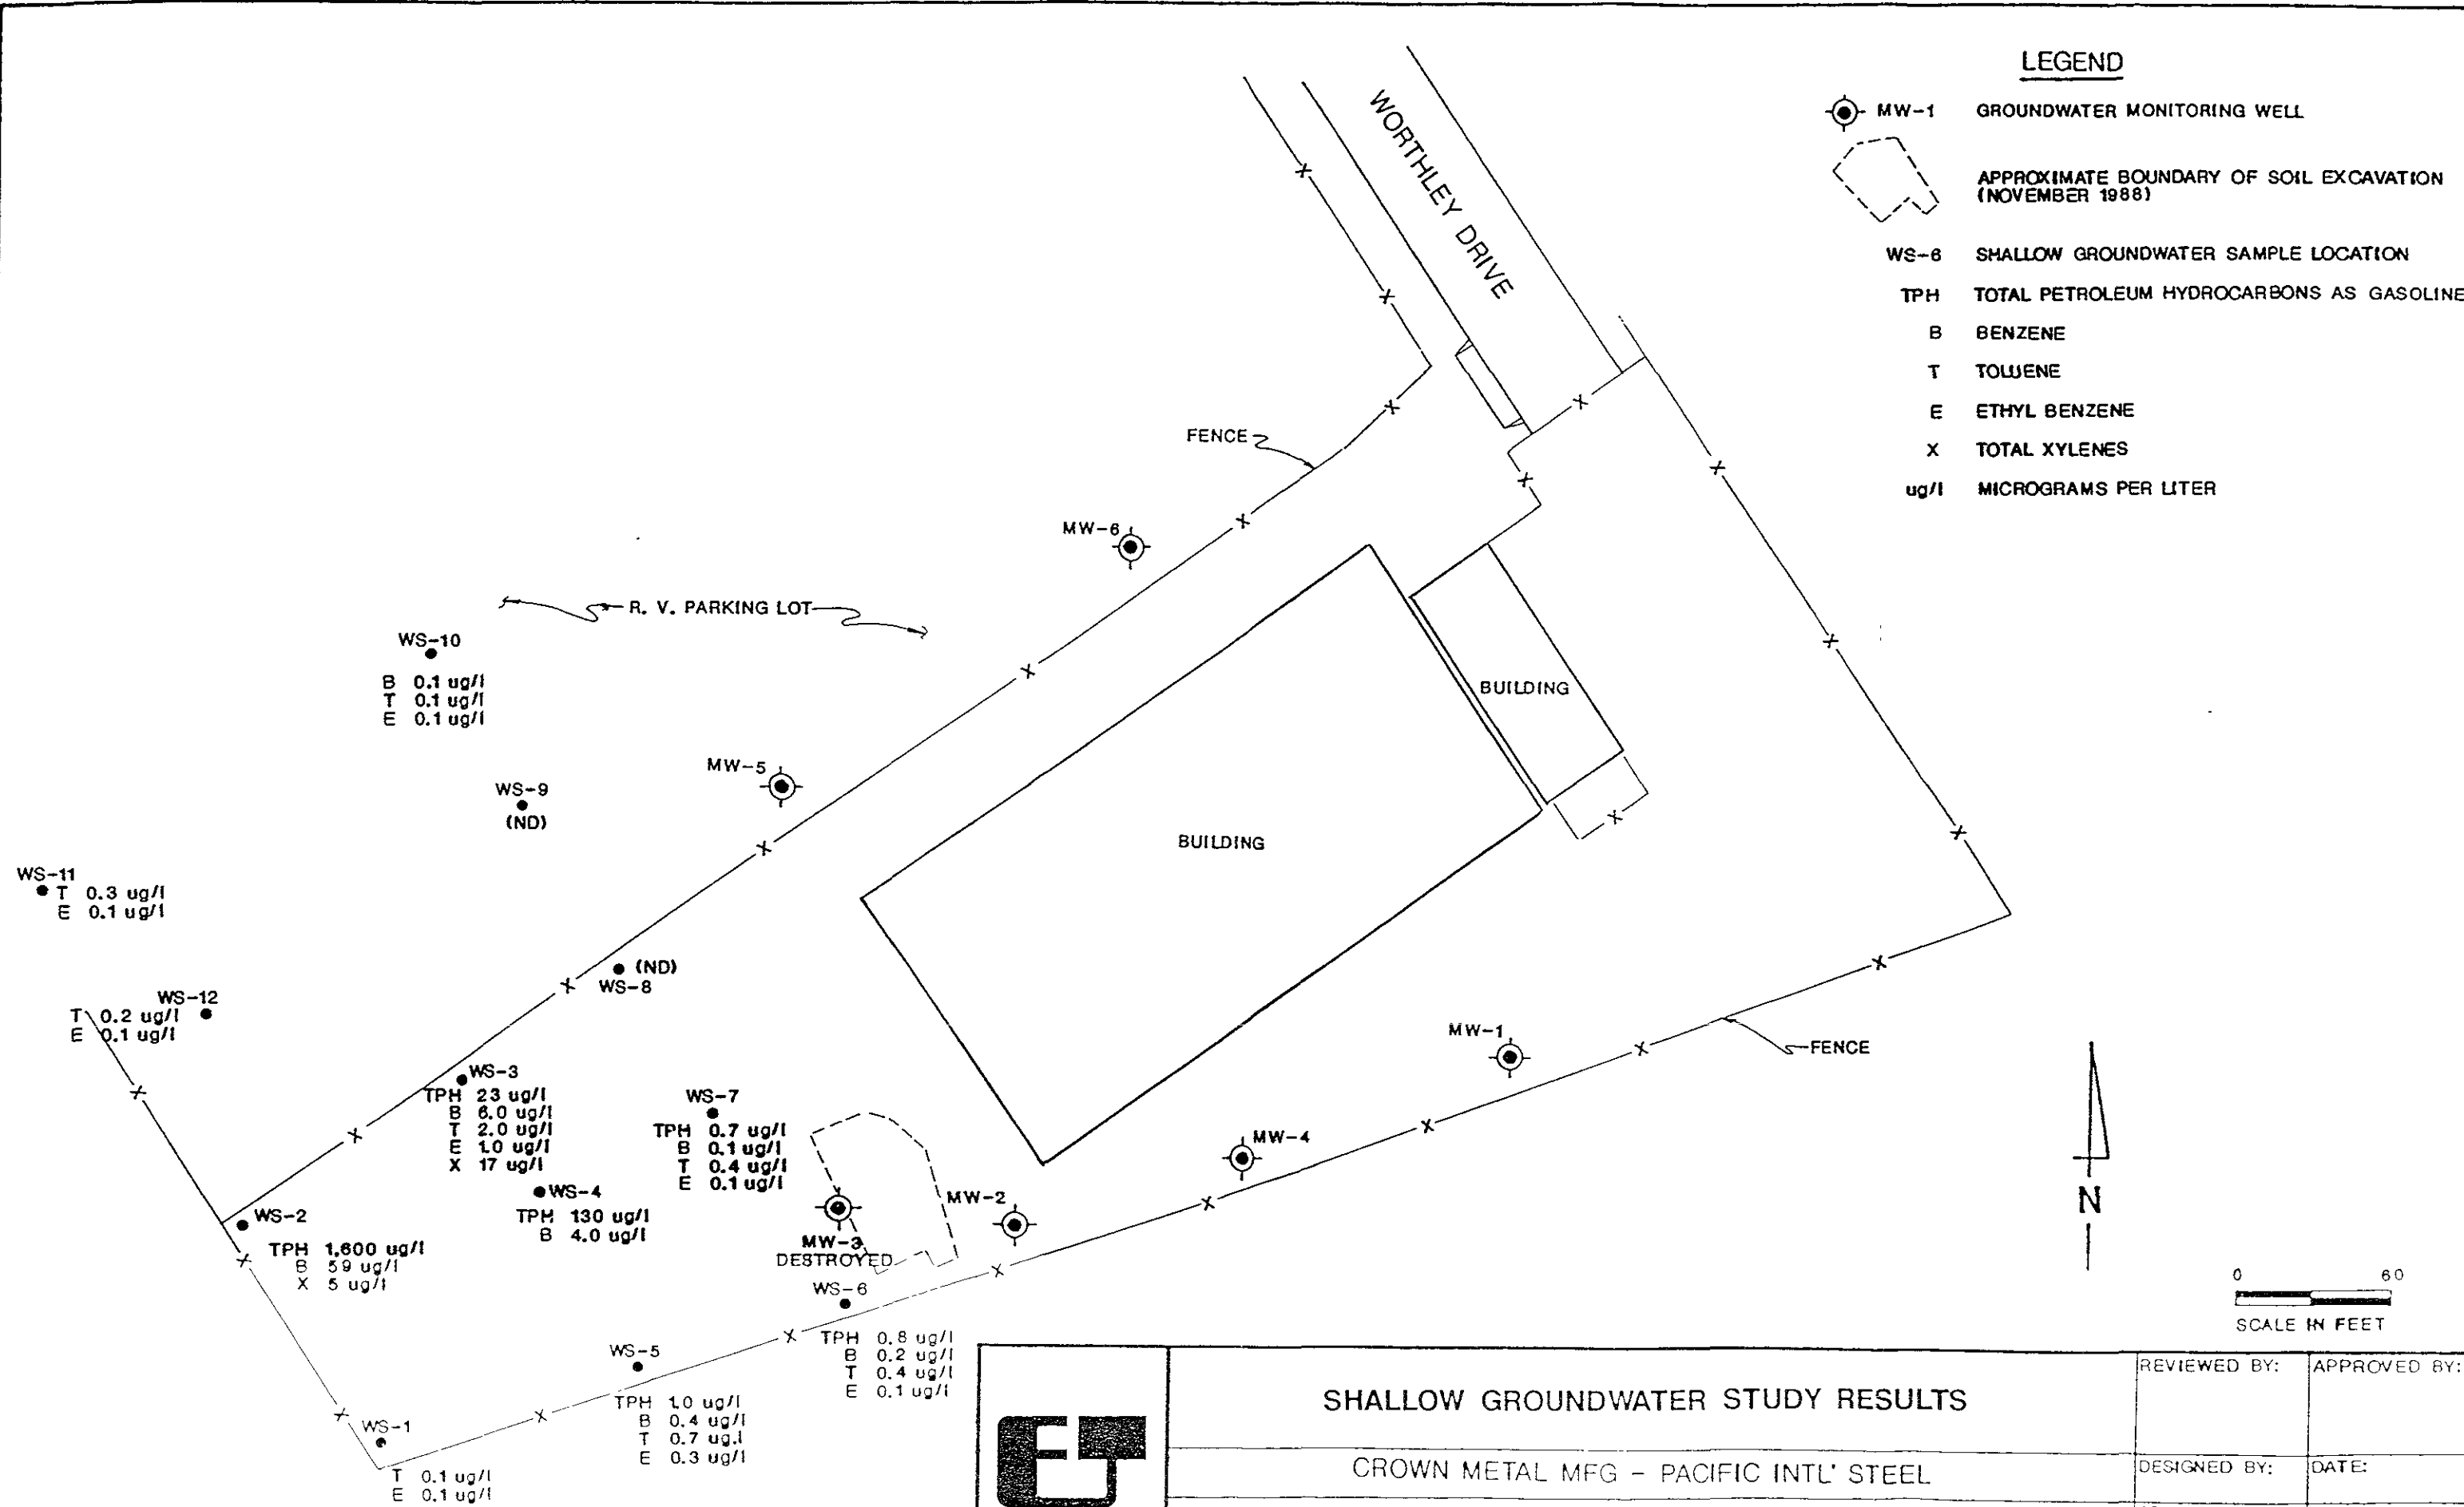 LEGEND
MW-1 GROUNDWATER MONITORING WELL
APPROXIMATE BOUNDARY OF SOIL EXCAVATION
(NOVEMBER 1988)
WS-6 SHALLOW GROUNDWATER SAMPLE LOCATION
TPH TOTAL PETROLEUM HYDROCARBONS AS GASOLINE
B BENZENE
T TOLUENE
E ETHYL BENZENE
X TOTAL XYLENES
ug/l MICROGRAMS PER LITER
WORTHLEY DRIVE
FENCE
MW-6
R. V. PARKING LOT
WS-10
B 0.1 ug/l
T 0.1 ug/l
E 0.1 ug/l
BUILDING
MW-5
WS-9
(ND)
BUILDING
WS-11
T 0.3 ug/l
E 0.1 ug/l
(ND)
WS-8
WS-12
T 0.2 ug/l
E 0.1 ug/l
MW-1
FENCE
WS-3
TPH 23 ug/l
B 6.0 ug/l
T 2.0 ug/l
E 1.0 ug/l
X 17 ug/l
WS-7
TPH 0.7 ug/l
B 0.1 ug/l
T 0.4 ug/l
E 0.1 ug/l
MW-4
WS-4
TPH 130 ug/l
B 4.0 ug/l
MW-2
WS-2
TPH 1,600 ug/l
B 59 ug/l
X 5 ug/l
MW-3
DESTROYED
N
WS-6
TPH 0.8 ug/l
B 0.2 ug/l
T 0.4 ug/l
E 0.1 ug/l
0 60
SCALE IN FEET
WS-5
TPH 1.0 ug/l
B 0.4 ug/l
T 0.7 ug.l
E 0.3 ug/l
WS-1
T 0.1 ug/l
E 0.1 ug/l
ET
SHALLOW GROUNDWATER STUDY RESULTS
REVIEWED BY: APPROVED BY:
CROWN METAL MFG - PACIFIC INTL' STEEL
DESIGNED BY: DATE: